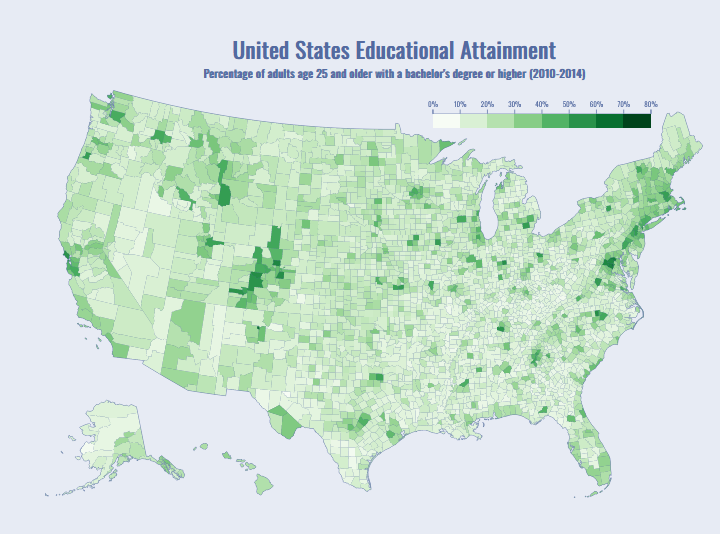 United States Educational Attainment
Percentage of adults age 25 and older with a bachelor's degree or higher (2010-2014)
0% 10% 20% 30% 40% 50% 60% 70% 80%